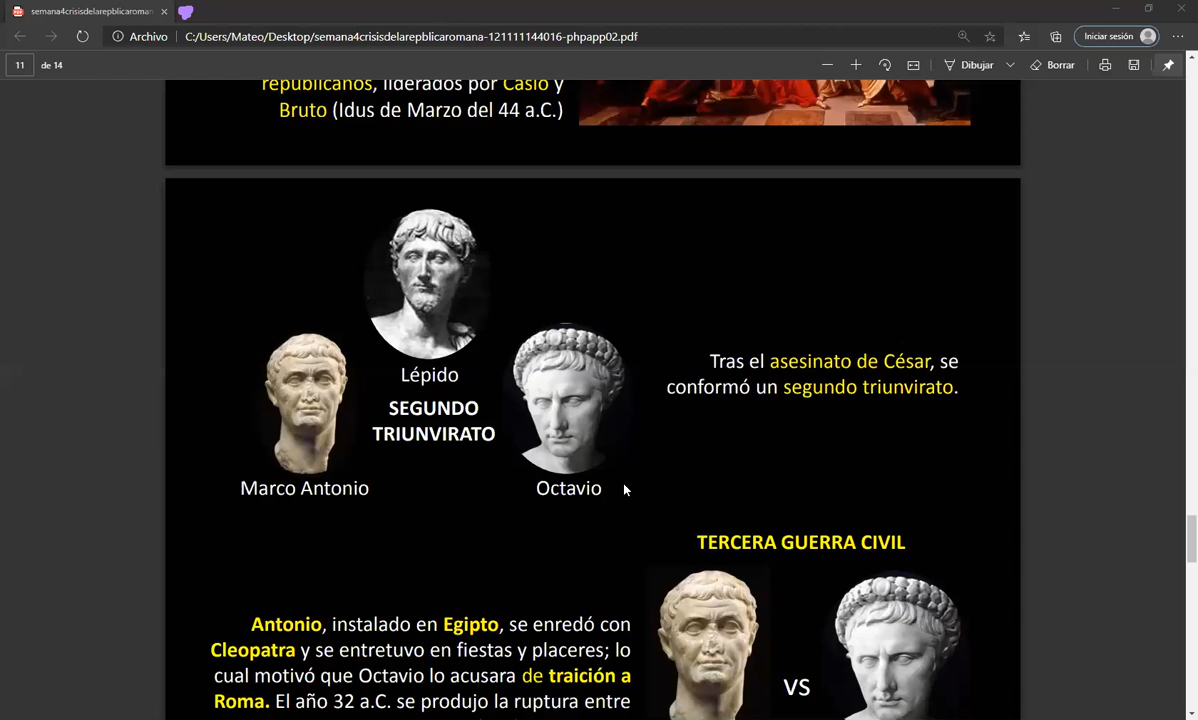 semana4crisisdelarepblicaromana
Archivo
C:/Users/Mateo/Desktop/semana4crisisdelarepblicaromana-121111144016-phpapp02.pdf
Iniciar sesión
11
de 14
Dibujar
Borrar
republicanos, liderados por Casio y
Bruto (Idus de Marzo del 44 a.C.)
Lépido
SEGUNDO
TRIUNVIRATO
Marco Antonio
Octavio
Tras el asesinato de César, se
conformó un segundo triunvirato.
TERCERA GUERRA CIVIL
Antonio, instalado en Egipto, se enredó con
Cleopatra y se entretuvo en fiestas y placeres; lo
cual motivó que Octavio lo acusara de traición a
Roma. El año 32 a.C. se produjo la ruptura entre
VS